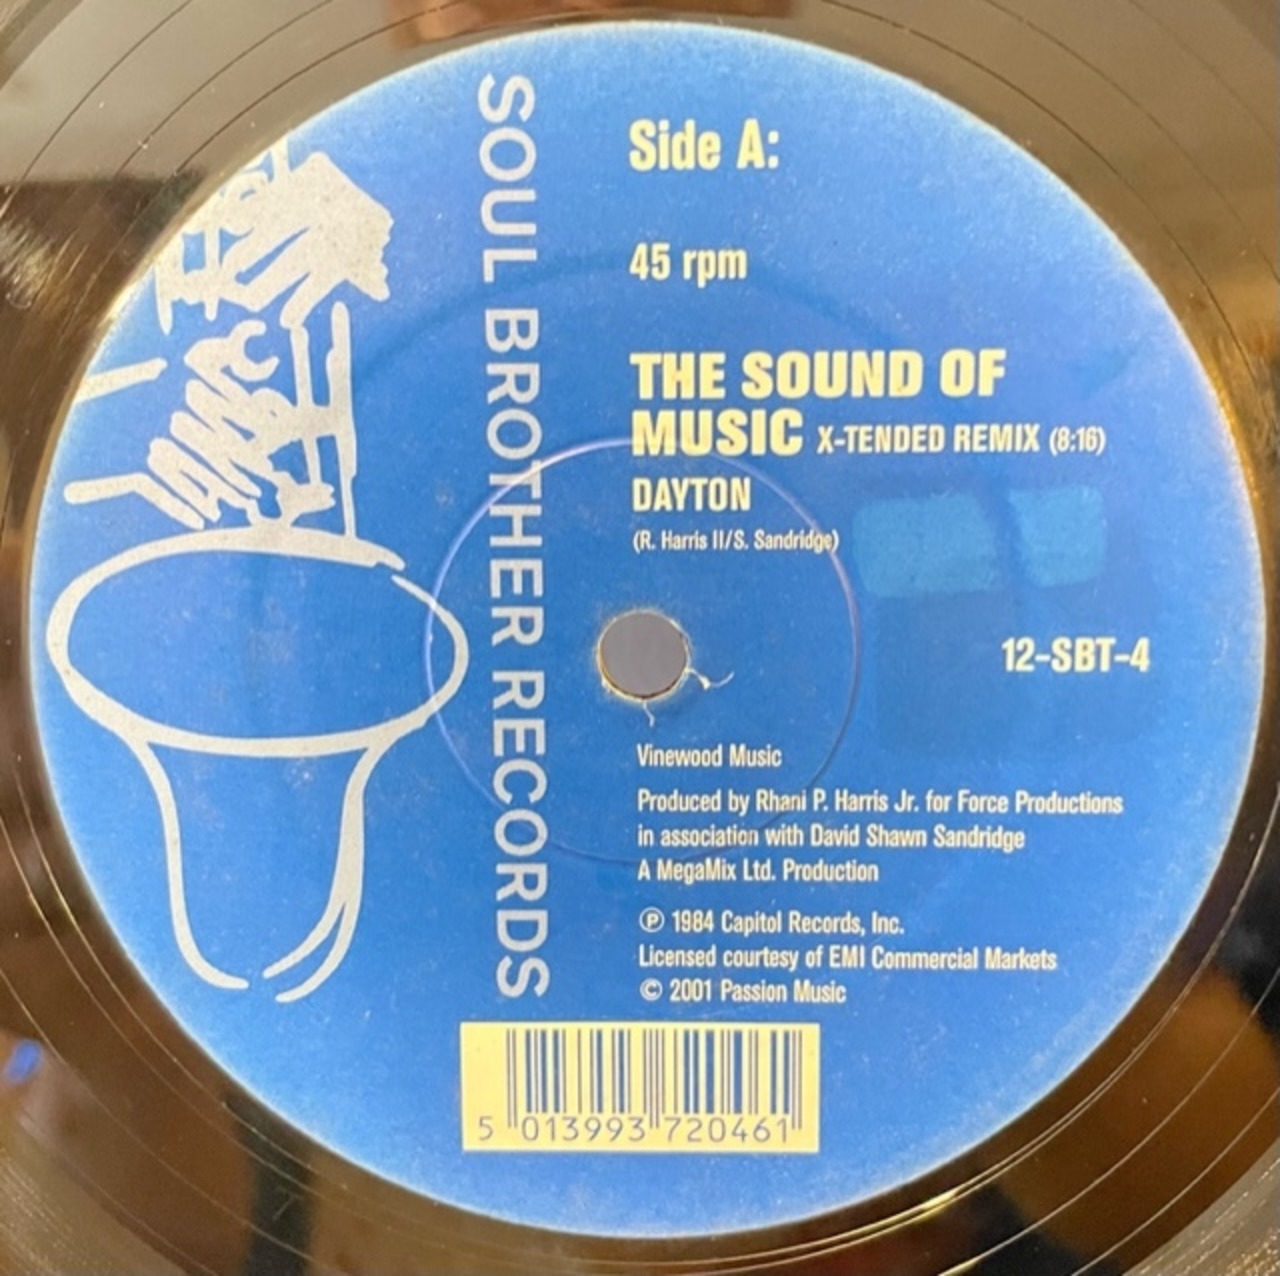 SOUL BROTHER RECORDS
Side A:
45 rpm
THE SOUND OF
MUSIC X-TENDED REMIX (8:16)
DAYTON
(R. Harris II/S. Sandridge)
12-SBT-4
Vinewood Music
Produced by Rhani P. Harris Jr. for Force Productions
in association with David Shawn Sandridge
A MegaMix Ltd. Production
℗ 1984 Capitol Records, Inc.
Licensed courtesy of EMI Commercial Markets
© 2001 Passion Music
5 013993 720461